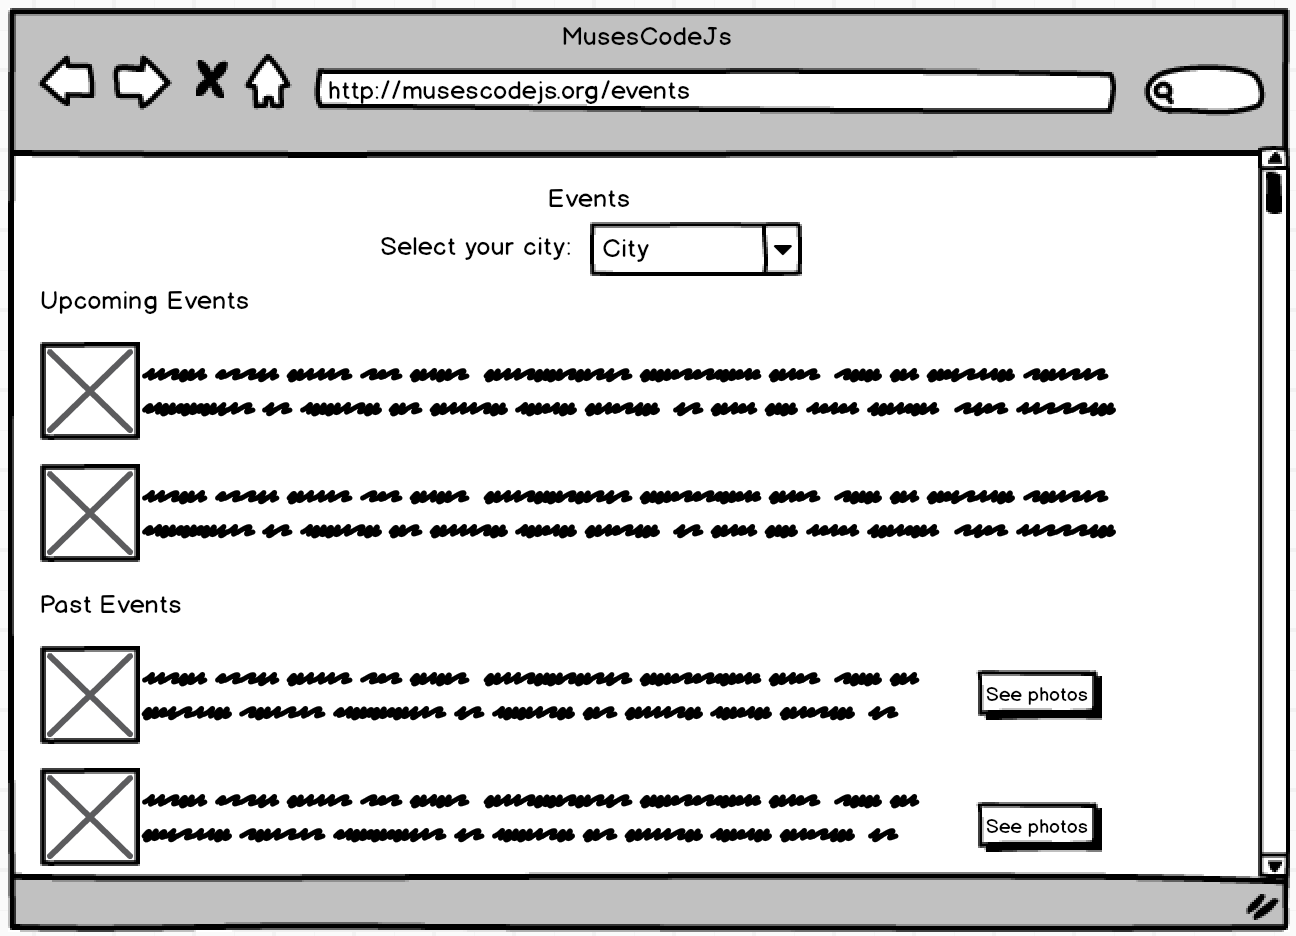 MusesCodeJs
http://musescodejs.org/events
Events
Select your city: City
Upcoming Events
Past Events
See photos
See photos